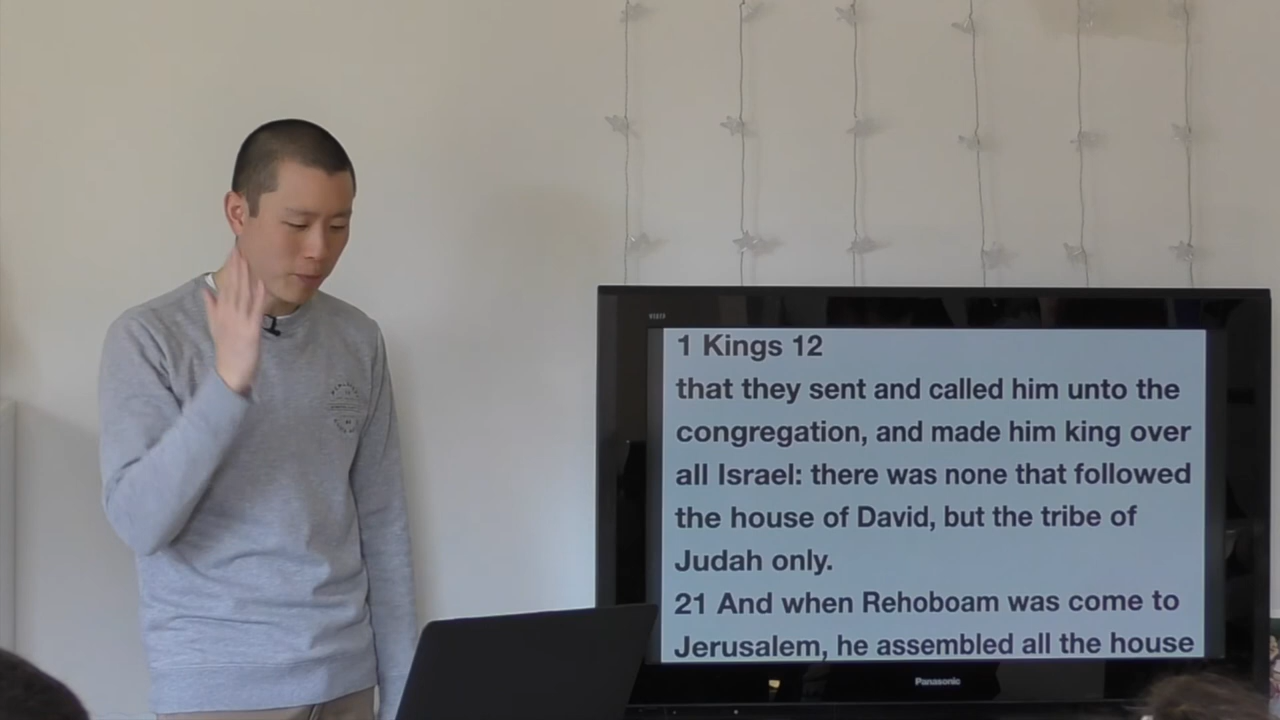 1 Kings 12
that they sent and called him unto the
congregation, and made him king over
all Israel: there was none that followed
the house of David, but the tribe of
Judah only.
21 And when Rehoboam was come to
Jerusalem, he assembled all the house
Panasonic